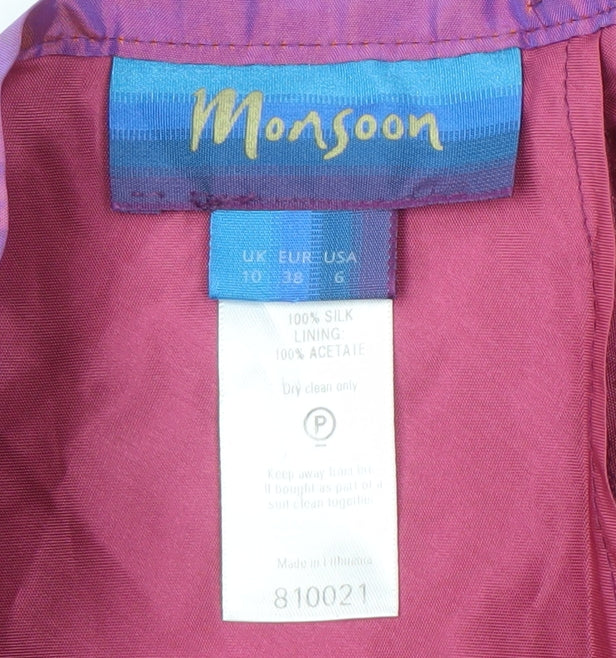 Monsoon
UK EUR USA
10 38 6
100% SILK
LINING:
100% ACETATE
Dry clean only
P
Keep away from fire
If bought as part of a
suit clean together
Made in Lithuania
810021